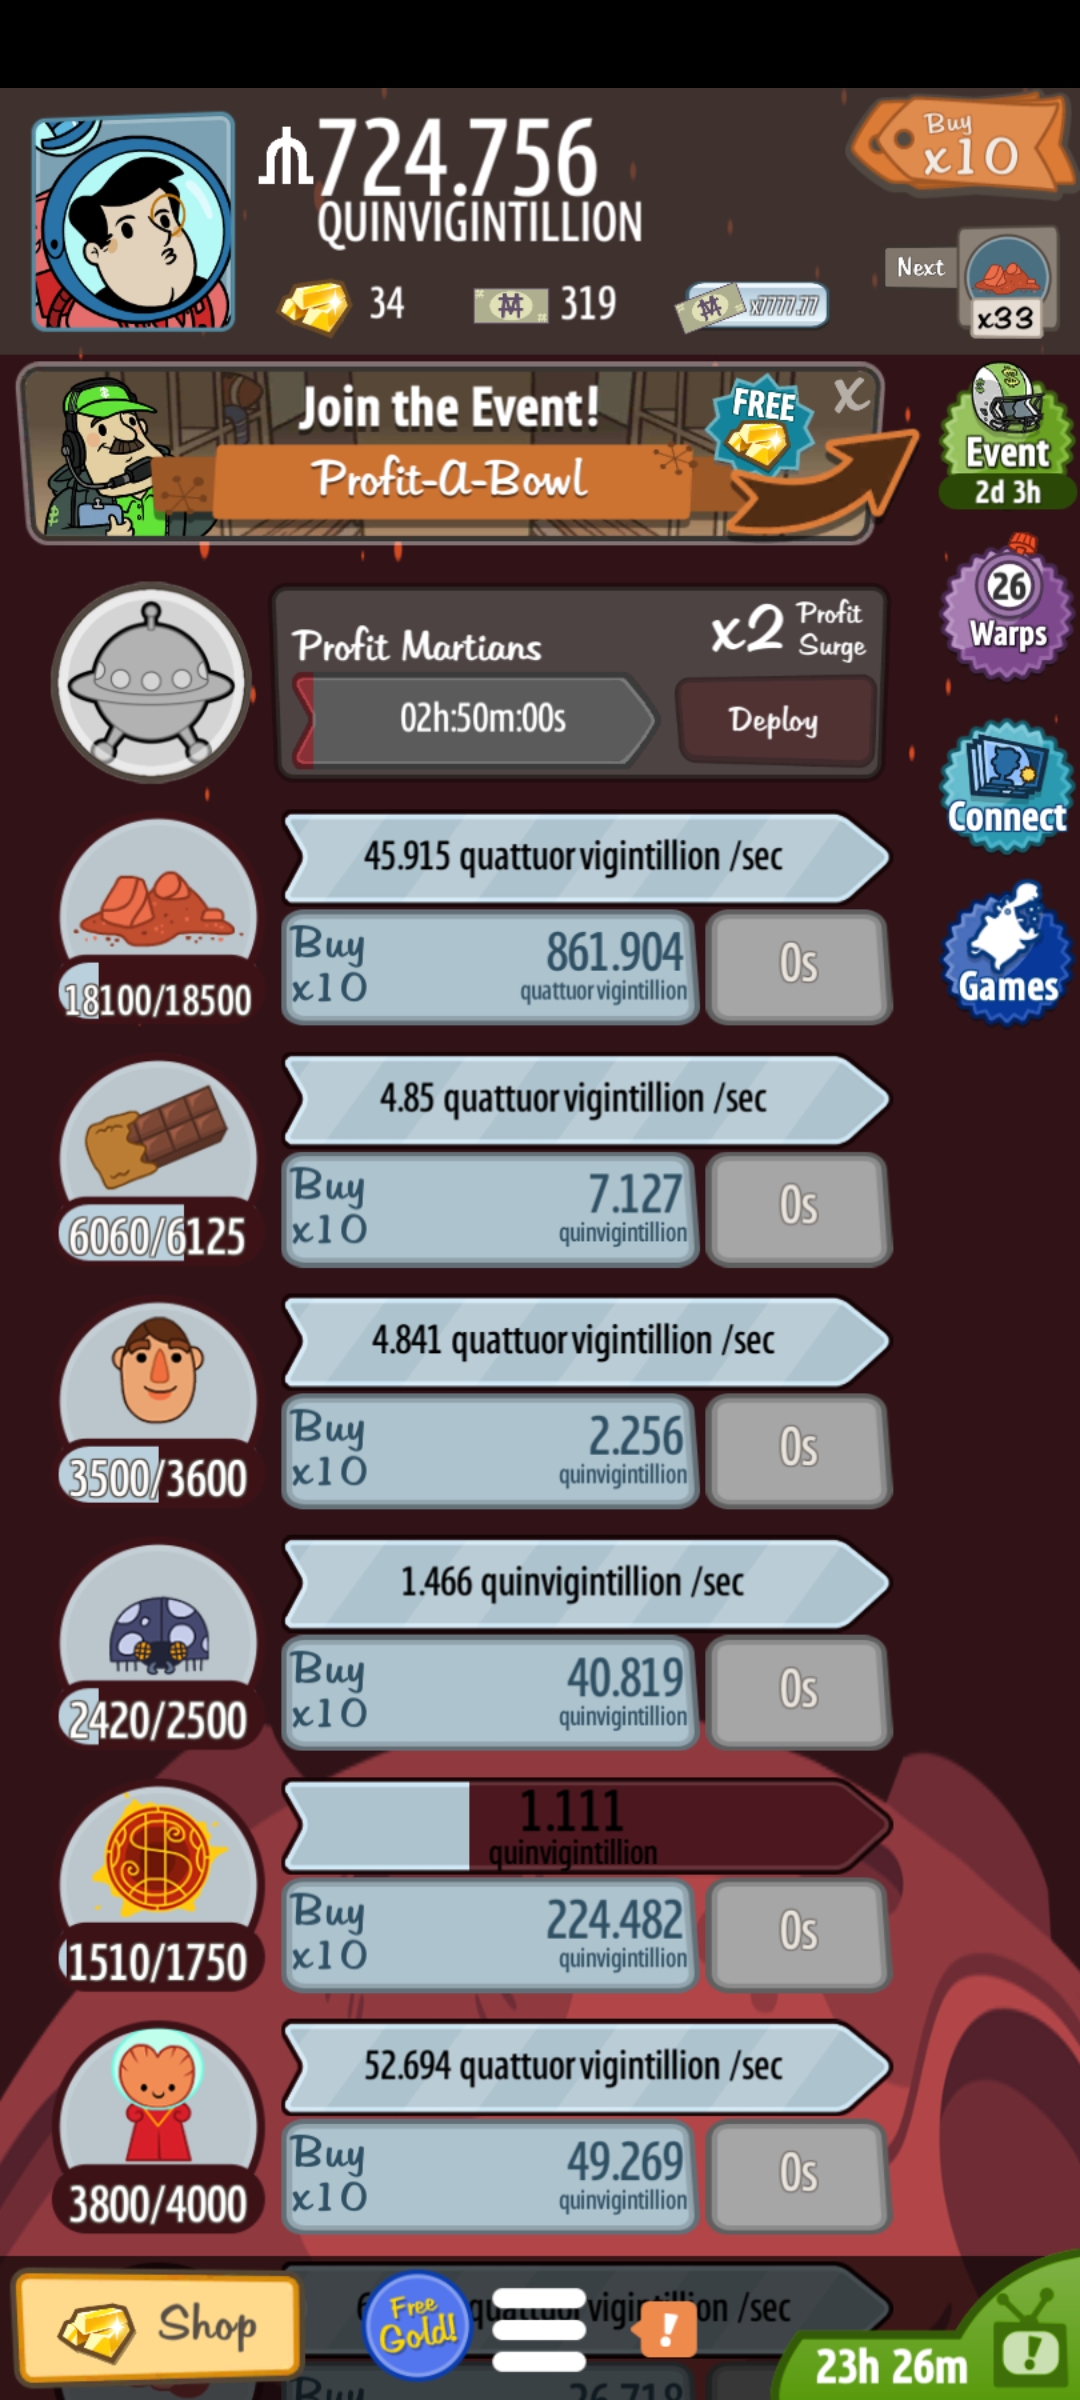 ₼724.756
QUINVIGINTILLION
Buy
x10
34
319
x7777.77
Next
x33
Join the Event!
Profit-A-Bowl
FREE
X
Event
2d 3h
Profit Martians
x2 Profit
Surge
02h:50m:00s
Deploy
26
Warps
45.915 quattuorvigintillion /sec
Buy
x10
861.904
quattuorvigintillion
0s
18100/18500
Connect
Games
4.85 quattuorvigintillion /sec
Buy
x10
7.127
quinvigintillion
0s
6060/6125
4.841 quattuorvigintillion /sec
Buy
x10
2.256
quinvigintillion
0s
3500/3600
1.466 quinvigintillion /sec
Buy
x10
40.819
quinvigintillion
0s
2420/2500
1.111
quinvigintillion
Buy
x10
224.482
quinvigintillion
0s
1510/1750
52.694 quattuorvigintillion /sec
Buy
x10
49.269
quinvigintillion
0s
3800/4000
Shop
Free
Gold!
/sec
!
23h 26m
!
Buy
26.718